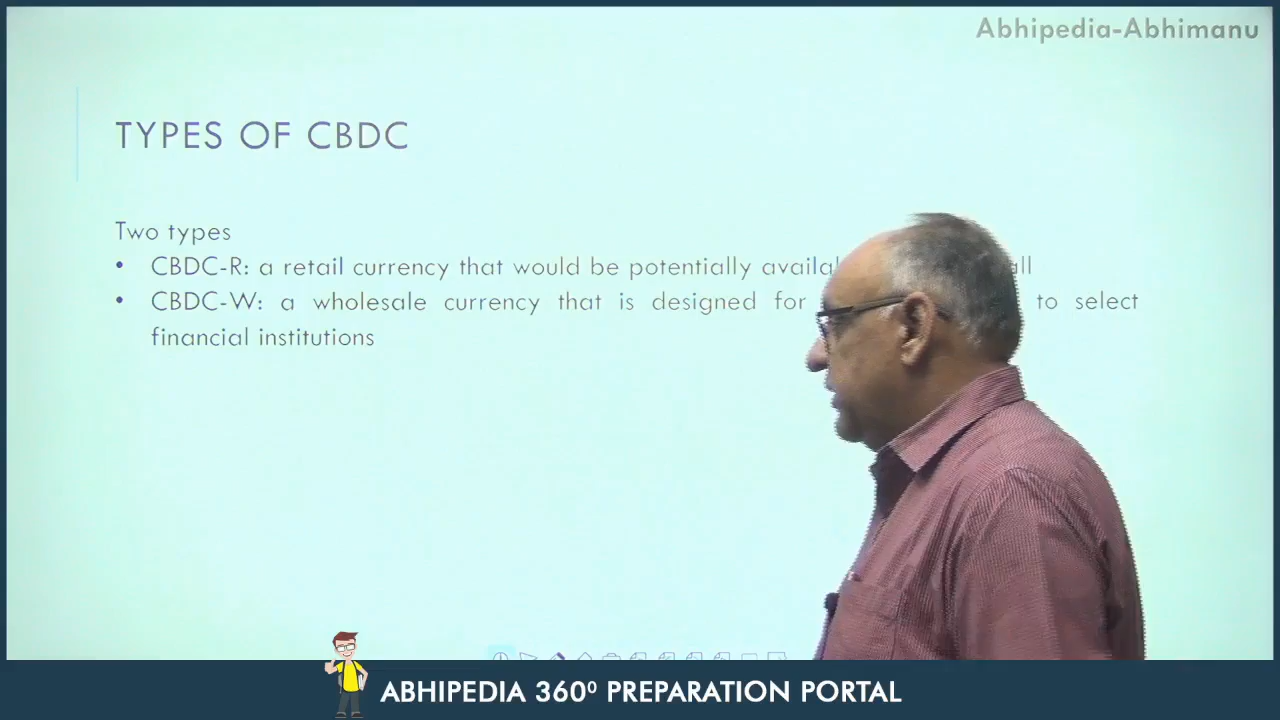 Abhipedia-Abhimanu
TYPES OF CBDC
Two types
• CBDC-R: a retail currency that would be potentially all
• CBDC-W: a wholesale currency that is designed for to select
financial institutions
ABHIPEDIA 360⁰ PREPARATION PORTAL